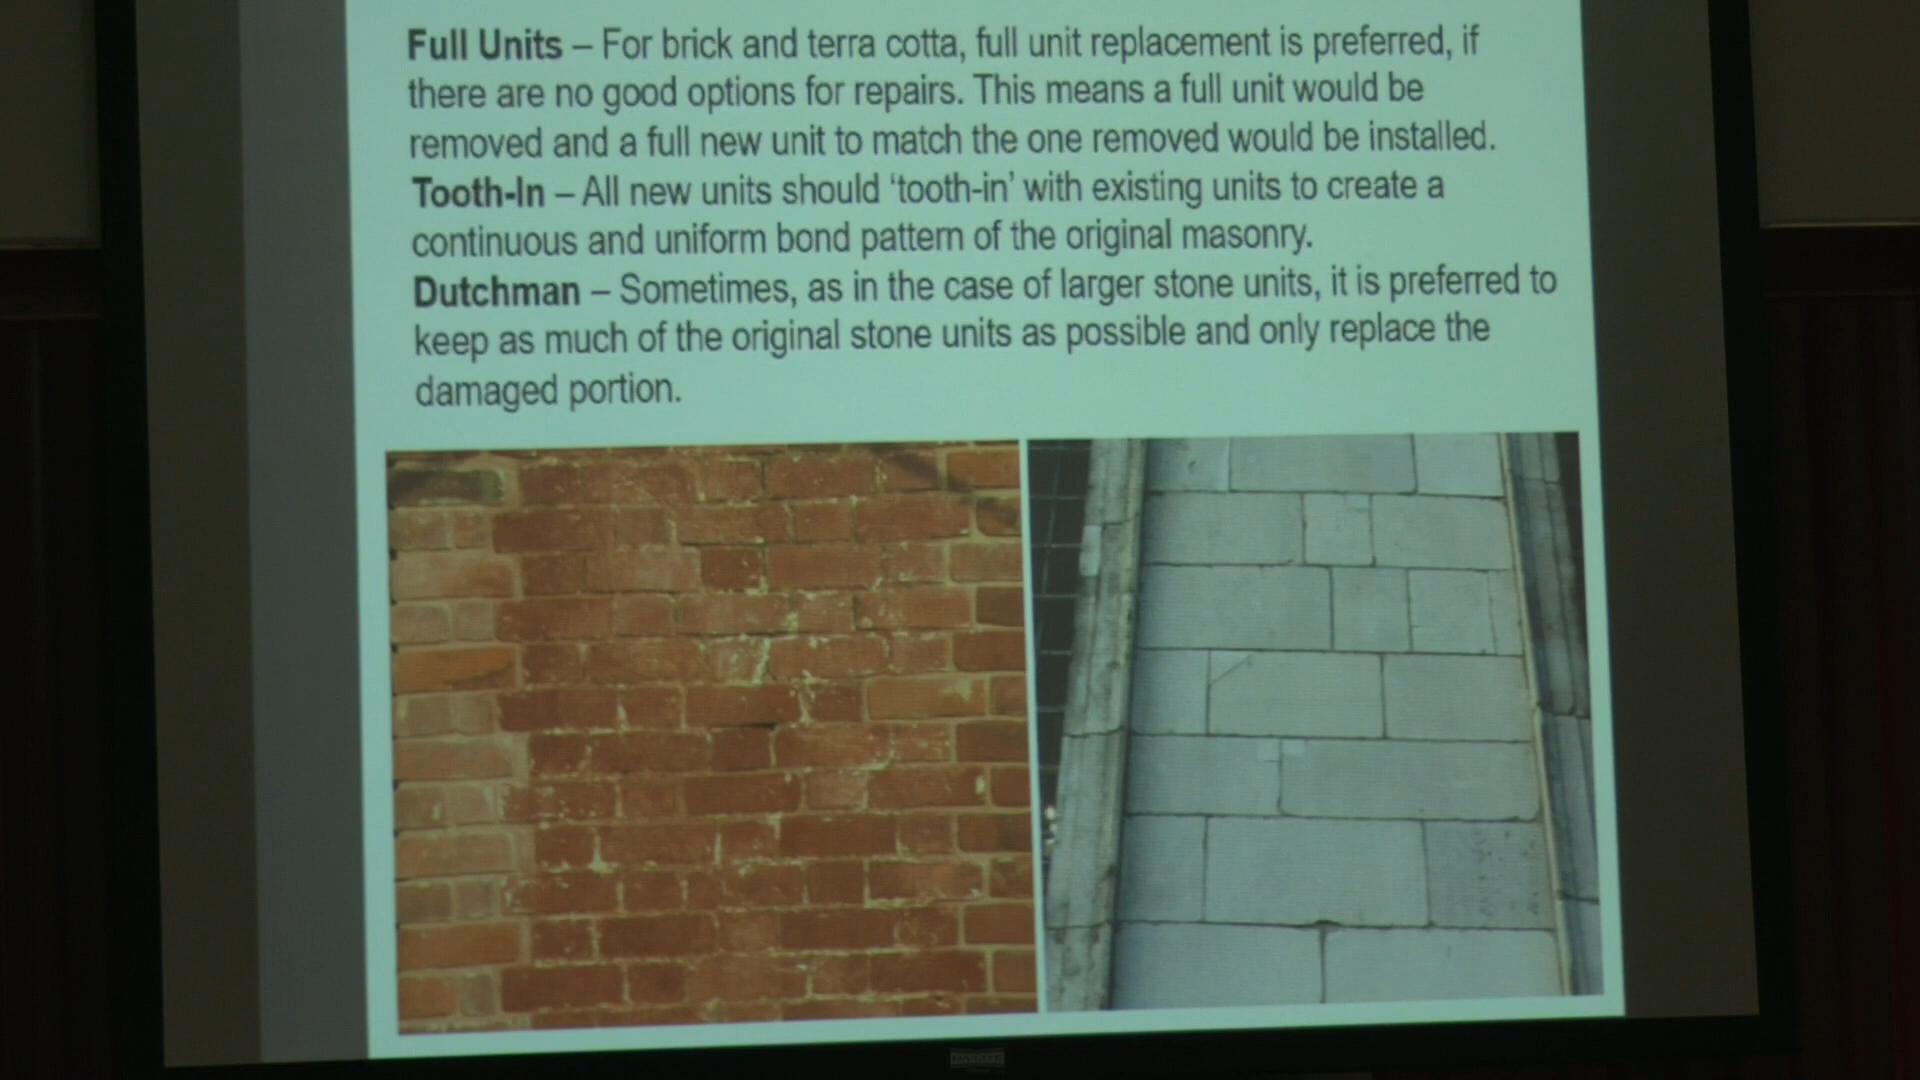 Full Units – For brick and terra cotta, full unit replacement is preferred, if
there are no good options for repairs. This means a full unit would be
removed and a full new unit to match the one removed would be installed.
Tooth-In – All new units should ‘tooth-in’ with existing units to create a
continuous and uniform bond pattern of the original masonry.
Dutchman – Sometimes, as in the case of larger stone units, it is preferred to
keep as much of the original stone units as possible and only replace the
damaged portion.